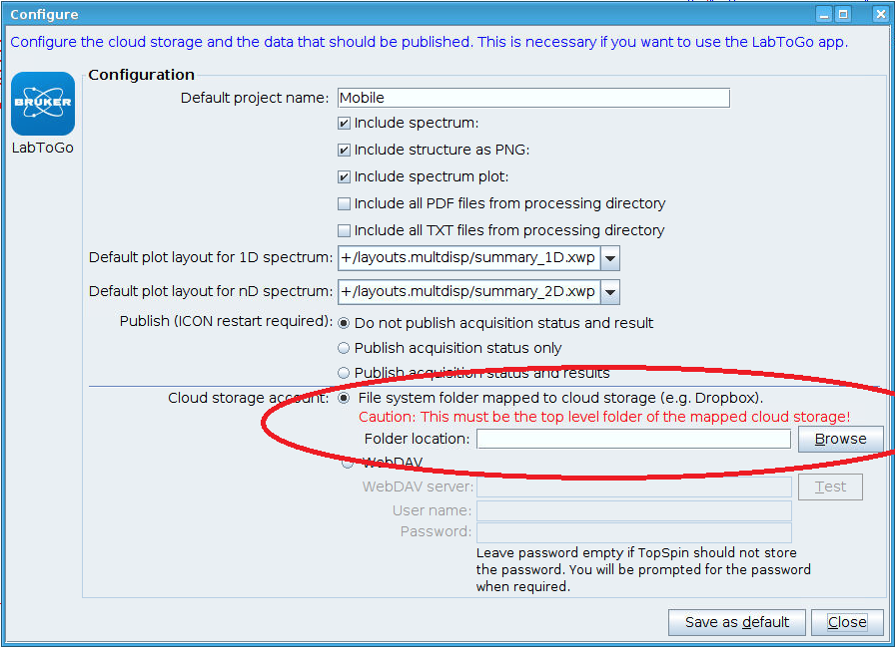 Configure
Configure the cloud storage and the data that should be published. This is necessary if you want to use the LabToGo app.
BRUKER
LabToGo
Configuration
Default project name: Mobile
Include spectrum:
Include structure as PNG:
Include spectrum plot:
Include all PDF files from processing directory
Include all TXT files from processing directory
Default plot layout for 1D spectrum: +/layouts.multdisp/summary_1D.xwp
Default plot layout for nD spectrum: +/layouts.multdisp/summary_2D.xwp
Publish (ICON restart required): Do not publish acquisition status and result
Publish acquisition status only
Publish acquisition status and results
Cloud storage account: File system folder mapped to cloud storage (e.g. Dropbox).
Caution: This must be the top level folder of the mapped cloud storage!
Folder location: Browse
WebDAV
WebDAV server: Test
User name:
Password:
Leave password empty if TopSpin should not store
the password. You will be prompted for the password
when required.
Save as default Close